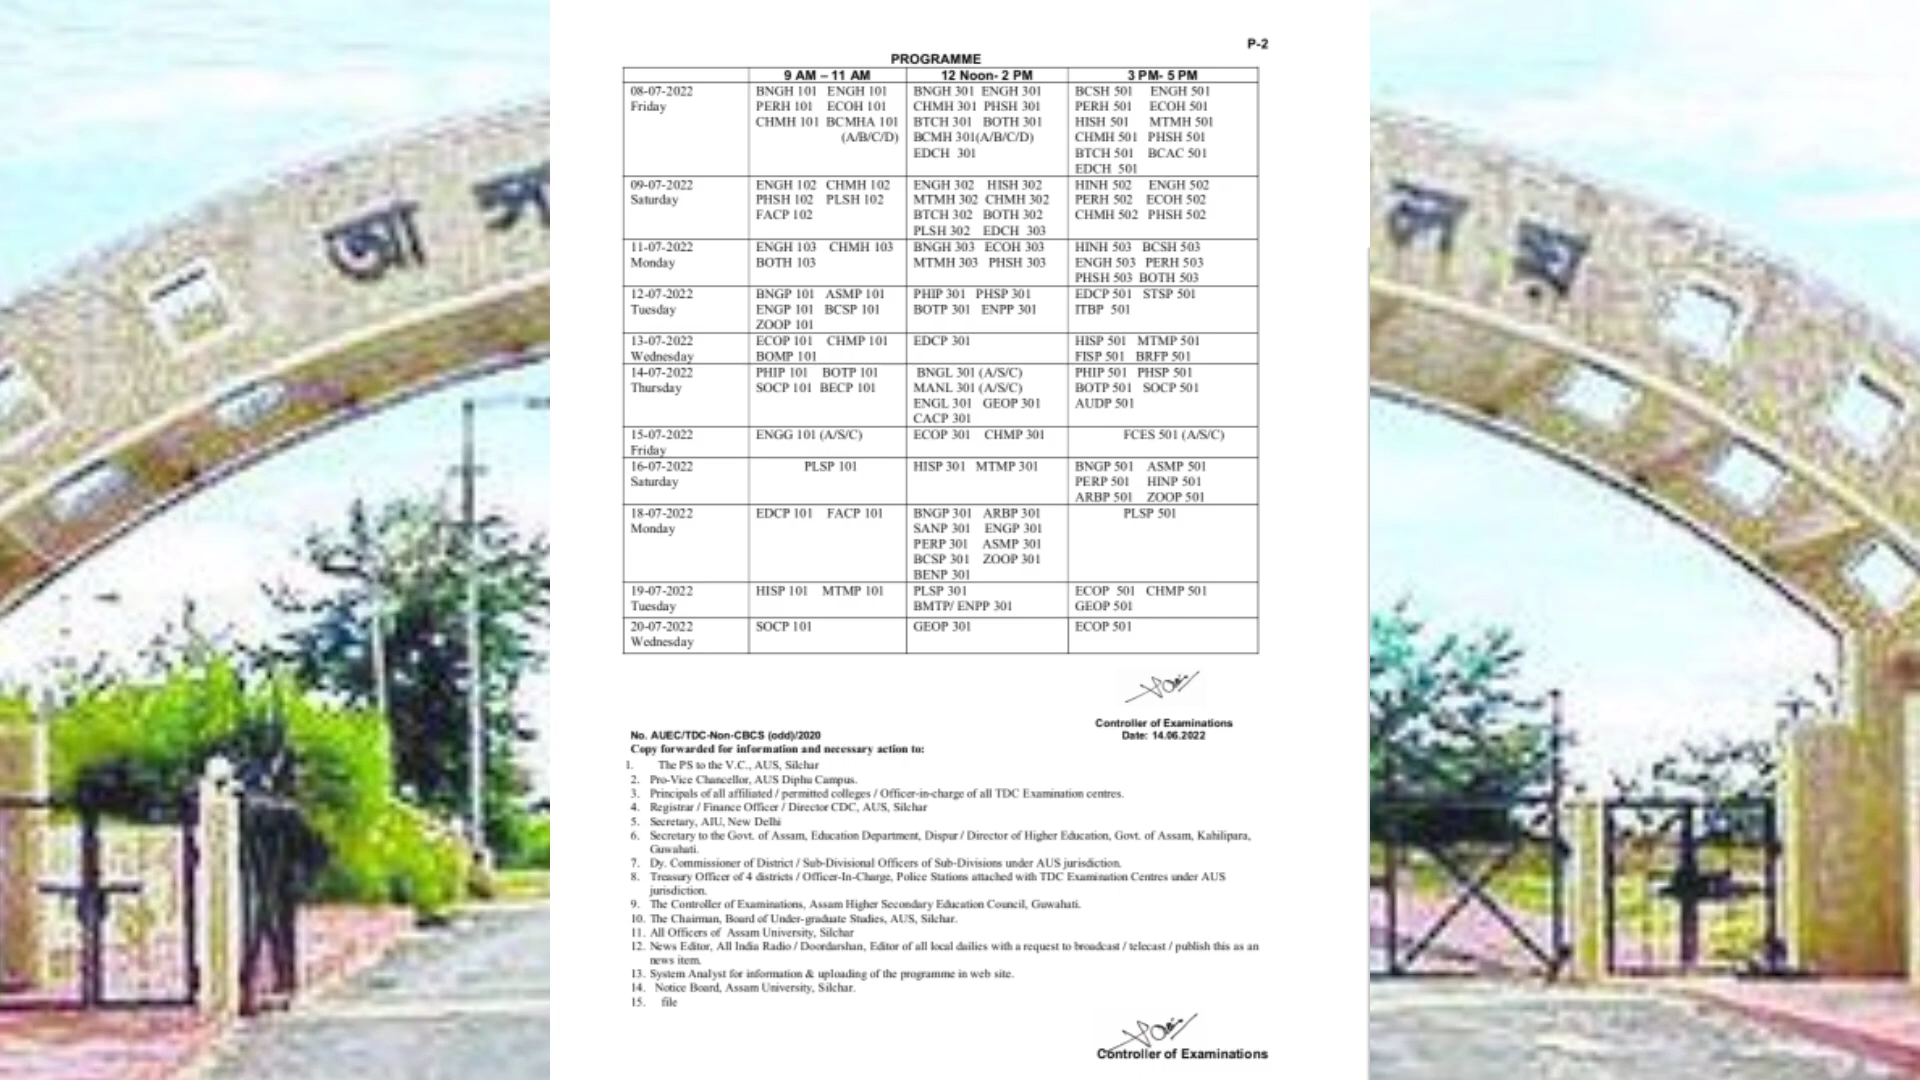 P-2
PROGRAMME
9 AM – 11 AM 12 Noon- 2 PM 3 PM- 5 PM
08-07-2022
Friday
BNGH 101 ENGH 101
PERH 101 ECOH 101
CHMH 101 BCMHA 101
(A/B/C/D)
BNGH 301 ENGH 301
CHMH 301 PHSH 301
BTCH 301 BOTH 301
BCMH 301(A/B/C/D)
EDCH 301
BCSH 501 ENGH 501
PERH 501 ECOH 501
HISH 501 MTMH 501
CHMH 501 PHSH 501
BTCH 501 BCAC 501
EDCH 501
09-07-2022
Saturday
ENGH 102 CHMH 102
PHSH 102 PLSH 102
FACP 102
ENGH 302 HISH 302
MTMH 302 CHMH 302
BTCH 302 BOTH 302
PLSH 302 EDCH 303
HINH 502 ENGH 502
PERH 502 ECOH 502
CHMH 502 PHSH 502
11-07-2022
Monday
ENGH 103 CHMH 103
BOTH 103
BNGH 303 ECOH 303
MTMH 303 PHSH 303
HINH 503 BCSH 503
ENGH 503 PERH 503
PHSH 503 BOTH 503
12-07-2022
Tuesday
BNGP 101 ASMP 101
ENGP 101 BCSP 101
ZOOP 101
PHIP 301 PHSP 301
BOTP 301 ENPP 301
EDCP 501 STSP 501
ITBP 501
13-07-2022
Wednesday
ECOP 101 CHMP 101
BOMP 101
EDCP 301
HISP 501 MTMP 501
FISP 501 BRFP 501
14-07-2022
Thursday
PHIP 101 BOTP 101
SOCP 101 BECP 101
BNGL 301 (A/S/C)
MANL 301 (A/S/C)
ENGL 301 GEOP 301
CACP 301
PHIP 501 PHSP 501
BOTP 501 SOCP 501
AUDP 501
15-07-2022
Friday
ENGG 101 (A/S/C)
ECOP 301 CHMP 301
FCES 501 (A/S/C)
16-07-2022
Saturday
PLSP 101
HISP 301 MTMP 301
BNGP 501 ASMP 501
PERP 501 HINP 501
ARBP 501 ZOOP 501
18-07-2022
Monday
EDCP 101 FACP 101
BNGP 301 ARBP 301
SANP 301 ENGP 301
PERP 301 ASMP 301
BCSP 301 ZOOP 301
BENP 301
PLSP 501
19-07-2022
Tuesday
HISP 101 MTMP 101
PLSP 301
BMTP/ ENPP 301
ECOP 501 CHMP 501
GEOP 501
20-07-2022
Wednesday
SOCP 101
GEOP 301
ECOP 501
Controller of Examinations
Date: 14.06.2022
No. AUEC/TDC-Non-CBCS (odd)/2020
Copy forwarded for information and necessary action to:
1. The PS to the V.C., AUS, Silchar
2. Pro-Vice Chancellor, AUS Diphu Campus.
3. Principals of all affiliated / permitted colleges / Officer-in-charge of all TDC Examination centres.
4. Registrar / Finance Officer / Director CDC, AUS, Silchar
5. Secretary, AIU, New Delhi
6. Secretary to the Govt. of Assam, Education Department, Dispur / Director of Higher Education, Govt. of Assam, Kahilipara,
Guwahati.
7. Dy. Commissioner of District / Sub-Divisional Officers of Sub-Divisions under AUS jurisdiction.
8. Treasury Officer of 4 districts / Officer-In-Charge, Police Stations attached with TDC Examination Centres under AUS
jurisdiction.
9. The Controller of Examinations, Assam Higher Secondary Education Council, Guwahati.
10. The Chairman, Board of Under-graduate Studies, AUS, Silchar.
11. All Officers of Assam University, Silchar
12. News Editor, All India Radio / Doordarshan, Editor of all local dailies with a request to broadcast / telecast / publish this as an
news item.
13. System Analyst for information & uploading of the programme in web site.
14. Notice Board, Assam University, Silchar.
15. file
Controller of Examinations